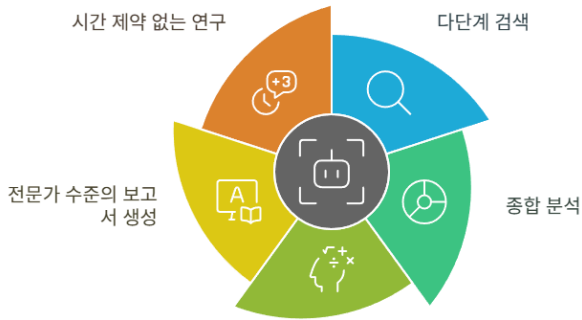 시간 제약 없는 연구
다단계 검색
전문가 수준의 보고
서 생성
종합 분석
+3
A
√ + ÷ ×